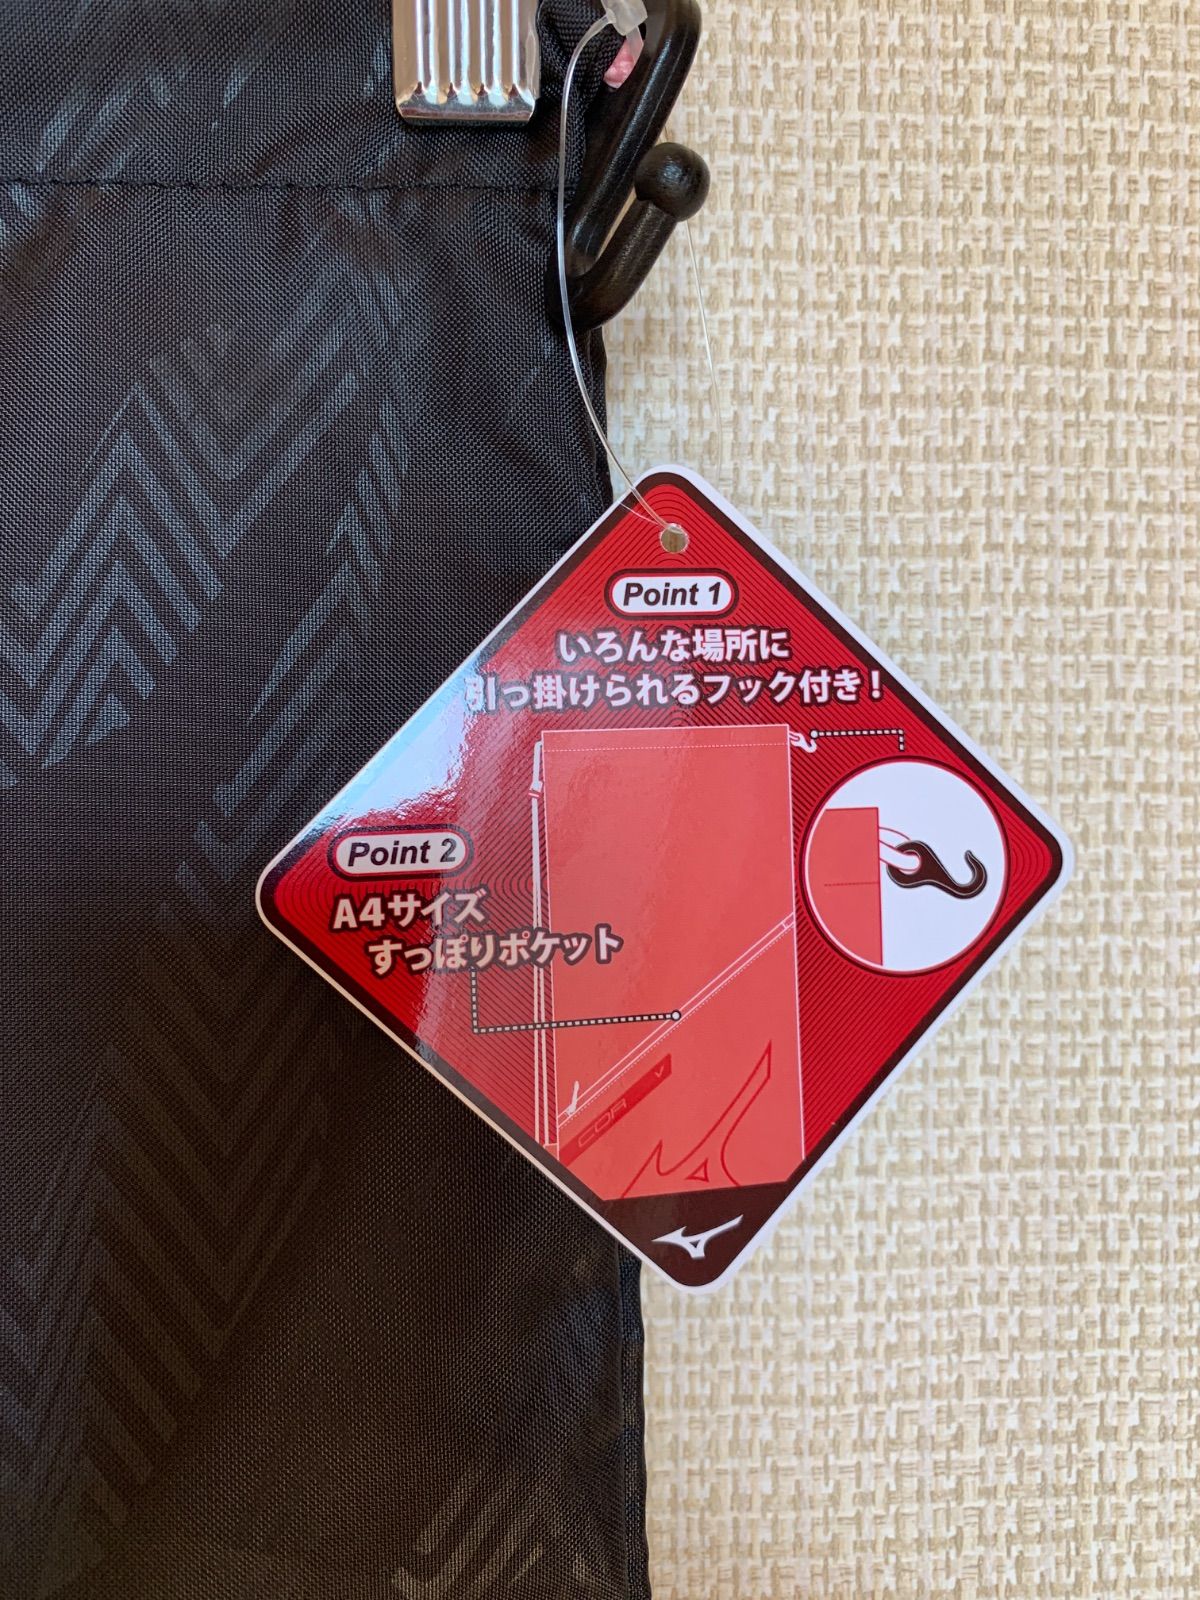 Point 1
いろんな場所に
引っ掛けられるフック付き！
Point 2
A4サイズ
すっぽりポケット